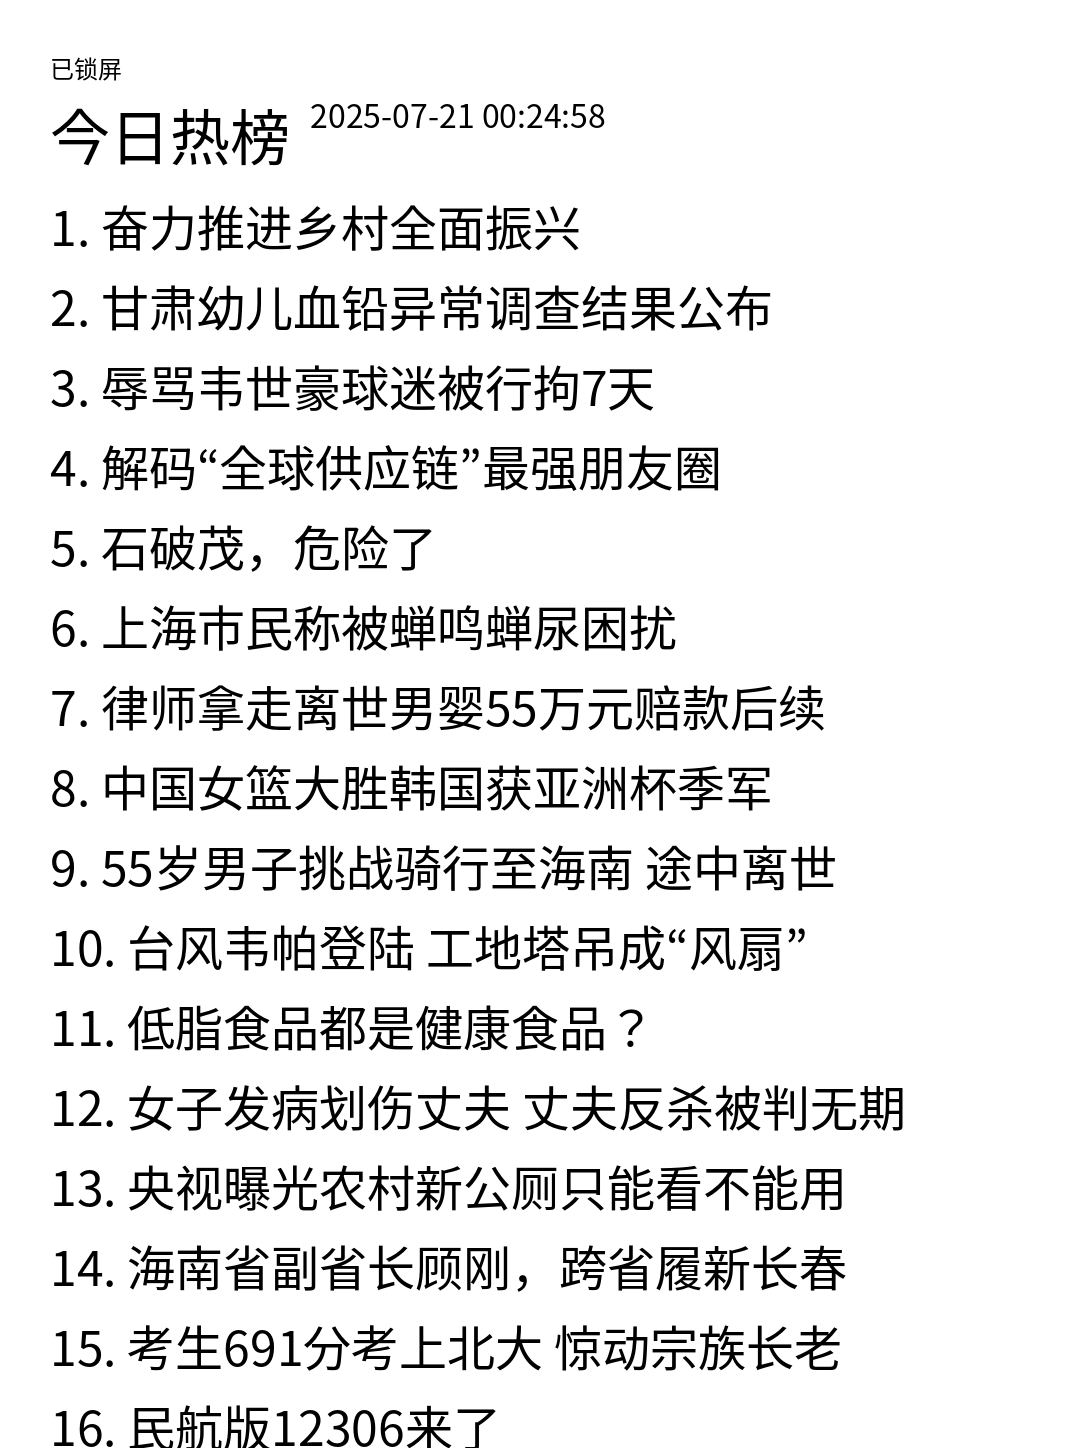 已锁屏
今日热榜 2025-07-21 00:24:58
1. 奋力推进乡村全面振兴
2. 甘肃幼儿血铅异常调查结果公布
3. 辱骂韦世豪球迷被行拘7天
4. 解码“全球供应链”最强朋友圈
5. 石破茂，危险了
6. 上海市民称被蝉鸣蝉尿困扰
7. 律师拿走离世男婴55万元赔款后续
8. 中国女篮大胜韩国获亚洲杯季军
9. 55岁男子挑战骑行至海南 途中离世
10. 台风韦帕登陆 工地塔吊成“风扇”
11. 低脂食品都是健康食品？
12. 女子发病划伤丈夫 丈夫反杀被判无期
13. 央视曝光农村新公厕只能看不能用
14. 海南省副省长顾刚，跨省履新长春
15. 考生691分考上北大 惊动宗族长老
16. 民航版12306来了